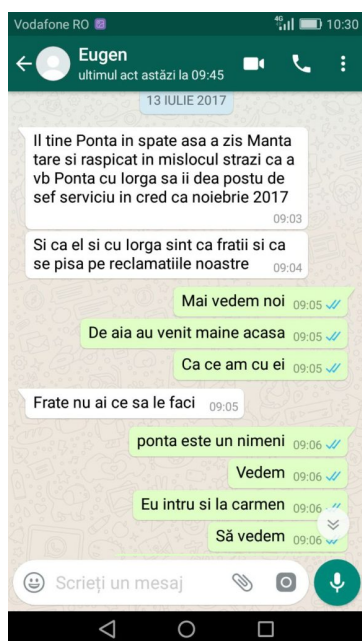 Vodafone RO
4G
10:30
Eugen
ultimul act astăzi la 09:45
13 IULIE 2017
Il tine Ponta in spate asa a zis Manta
tare si raspicat in mislocul strazi ca a
vb Ponta cu Iorga sa ii dea postu de
sef serviciu in cred ca noiebrie 2017
09:03
Si ca el si cu Iorga sint ca fratii si ca
se pisa pe reclamatiile noastre 09:04
Mai vedem noi 09:05
De aia au venit maine acasa 09:05
Ca ce am cu ei 09:05
Frate nu ai ce sa le faci 09:05
ponta este un nimeni 09:06
Vedem 09:06
Eu intru si la carmen 09:06
Să vedem 09:06
Scrieți un mesaj